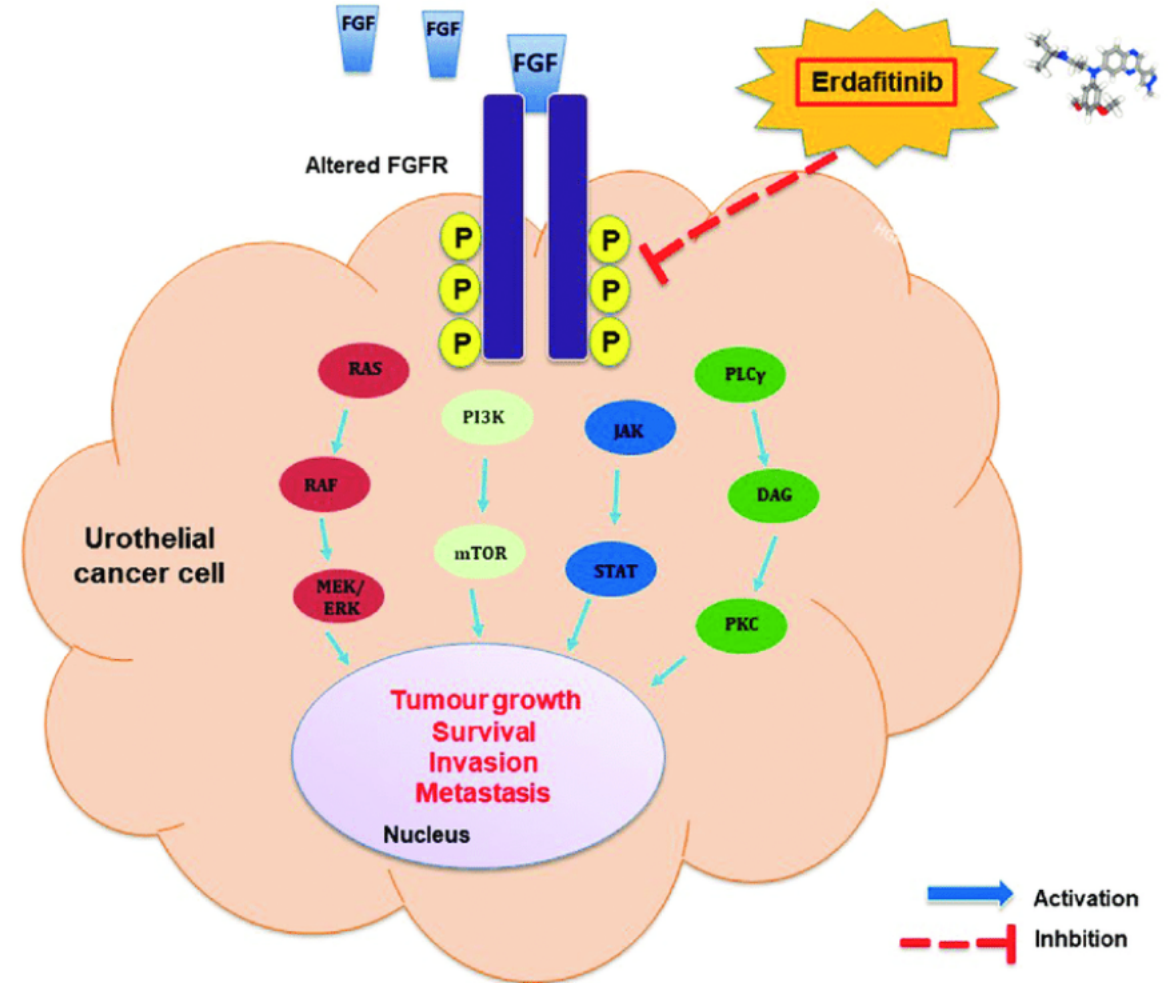 FGF
FGF
FGF
Erdafitinib
Altered FGFR
P
P
P
P
P
P
RAS
PI3K
JAK
PLCγ
RAF
mTOR
STAT
DAG
MEK/
ERK
PKC
Urothelial
cancer cell
Tumour growth
Survival
Invasion
Metastasis
Nucleus
Activation
Inhbition